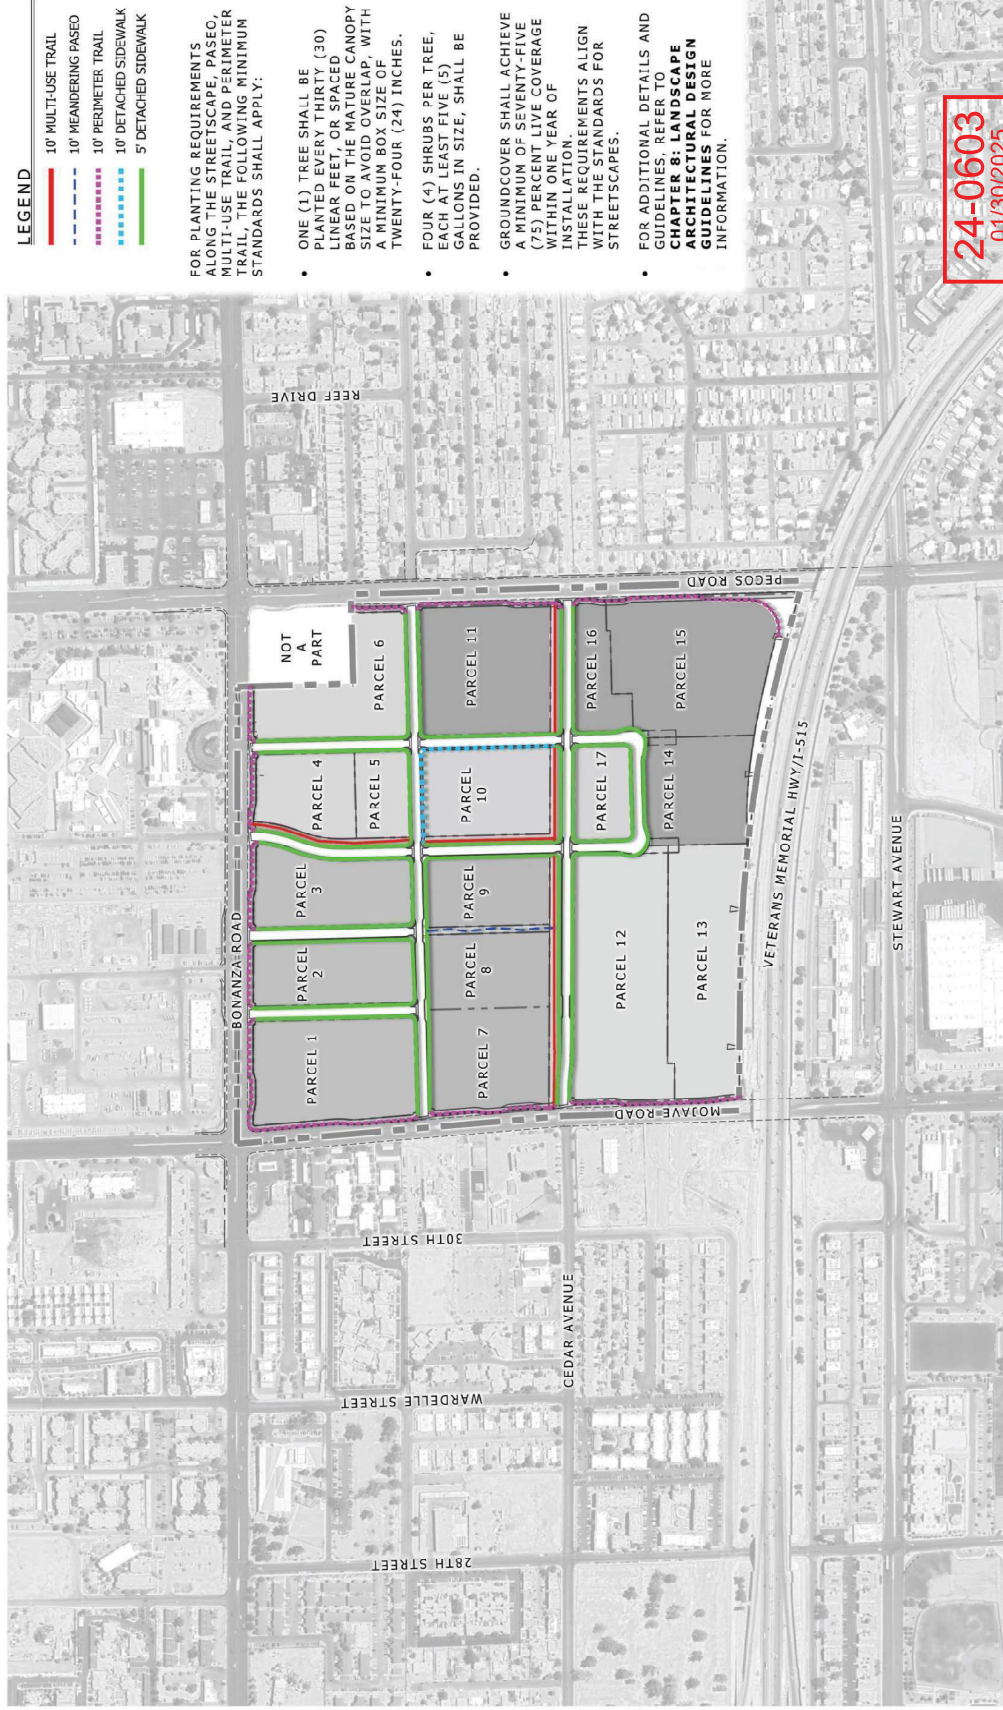 LEGEND
10' MULTI-USE TRAIL
10' MEANDERING PASEO
10' PERIMETER TRAIL
10' DETACHED SIDEWALK
5' DETACHED SIDEWALK
FOR PLANTING REQUIREMENTS
ALONG THE STREETSCAPE, PASEO,
MULTI-USE TRAIL, AND PERIMETER
TRAIL, THE FOLLOWING MINIMUM
STANDARDS SHALL APPLY:
• ONE (1) TREE SHALL BE
PLANTED EVERY THIRTY (30)
LINEAR FEET, OR SPACED
BASED ON THE MATURE CANOPY
SIZE TO AVOID OVERLAP, WITH
A MINIMUM BOX SIZE OF
TWENTY-FOUR (24) INCHES.
• FOUR (4) SHRUBS PER TREE,
EACH AT LEAST FIVE (5)
GALLONS IN SIZE, SHALL BE
PROVIDED.
• GROUNDCOVER SHALL ACHIEVE
A MINIMUM OF SEVENTY-FIVE
(75) PERCENT LIVE COVERAGE
WITHIN ONE YEAR OF
INSTALLATION.
THESE REQUIREMENTS ALIGN
WITH THE STANDARDS FOR
STREETSCAPES.
• FOR ADDITIONAL DETAILS AND
GUIDELINES, REFER TO
CHAPTER 8: LANDSCAPE
ARCHITECTURAL DESIGN
GUIDELINES FOR MORE
INFORMATION.
24-0603
01/30/2025
REEF DRIVE
PECOS ROAD
BONANZA ROAD
NOT
A
PART
PARCEL 6
PARCEL 11
PARCEL 16
PARCEL 15
PARCEL 4
PARCEL 5
PARCEL
10
PARCEL 17
PARCEL 14
PARCEL
3
PARCEL
9
PARCEL
2
PARCEL
8
PARCEL 12
PARCEL 13
PARCEL 1
PARCEL 7
MOJAVE ROAD
VETERANS MEMORIAL HWY/I-515
STEWART AVENUE
30TH STREET
CEDAR AVENUE
WARDELLE STREET
28TH STREET